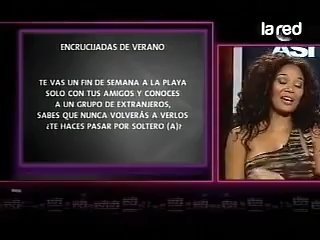 la red
ENCRUCIJADAS DE VERANO
TE VAS UN FIN DE SEMANA A LA PLAYA
SOLO CON TUS AMIGOS Y CONOCES
A UN GRUPO DE EXTRANJEROS,
SABES QUE NUNCA VOLVERÁS A VERLOS
¿TE HACES PASAR POR SOLTERO (A)?
ASI